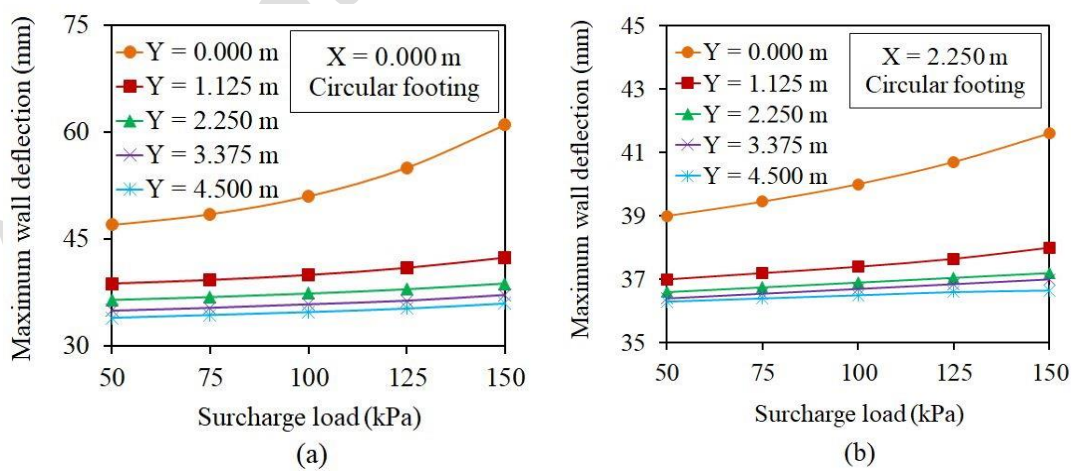 Maximum wall deflection (mm)
75
60
45
30
Y = 0.000 m
Y = 1.125 m
Y = 2.250 m
Y = 3.375 m
Y = 4.500 m
X = 0.000 m
Circular footing
50 75 100 125 150
Surcharge load (kPa)
(a)
Maximum wall deflection (mm)
45
43
41
39
37
35
Y = 0.000 m
Y = 1.125 m
Y = 2.250 m
Y = 3.375 m
Y = 4.500 m
X = 2.250 m
Circular footing
50 75 100 125 150
Surcharge load (kPa)
(b)